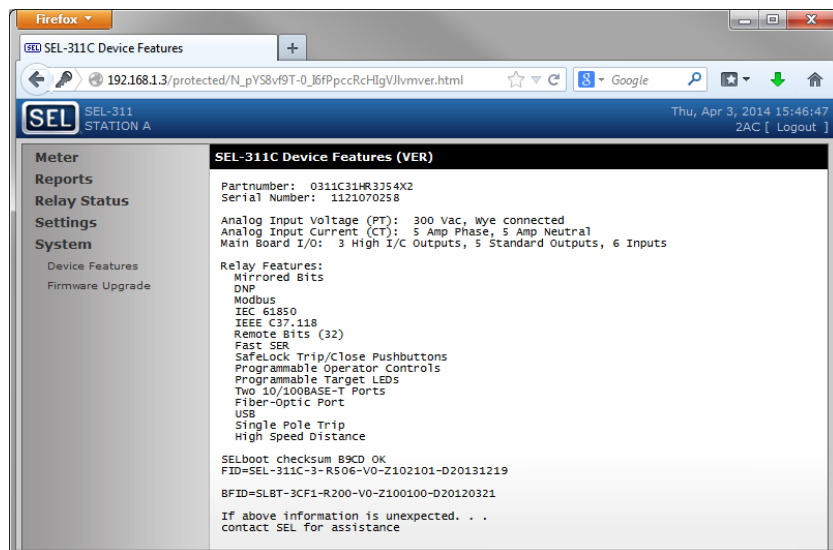 Firefox
SEL SEL-311C Device Features
192.168.1.3/protected/N_pYS8vf9T-0_I6fPpccRcHIgVJlvmver.html
Google
SEL
SEL-311
STATION A
Thu, Apr 3, 2014 15:46:47
2AC [ Logout ]
Meter
Reports
Relay Status
Settings
System
Device Features
Firmware Upgrade
SEL-311C Device Features (VER)
Partnumber: 0311C31HR3J54X2
Serial Number: 1121070258
Analog Input Voltage (PT): 300 Vac, Wye connected
Analog Input Current (CT): 5 Amp Phase, 5 Amp Neutral
Main Board I/O: 3 High I/C Outputs, 5 Standard Outputs, 6 Inputs
Relay Features:
Mirrored Bits
DNP
Modbus
IEC 61850
IEEE C37.118
Remote Bits (32)
Fast SER
SafeLock Trip/Close Pushbuttons
Programmable Operator Controls
Programmable Target LEDs
Two 10/100BASE-T Ports
Fiber-Optic Port
USB
Single Pole Trip
High Speed Distance
SELboot checksum B9CD OK
FID=SEL-311C-3-R506-V0-Z102101-D20131219
BFID=SLBT-3CF1-R200-V0-Z100100-D20120321
If above information is unexpected. . .
contact SEL for assistance